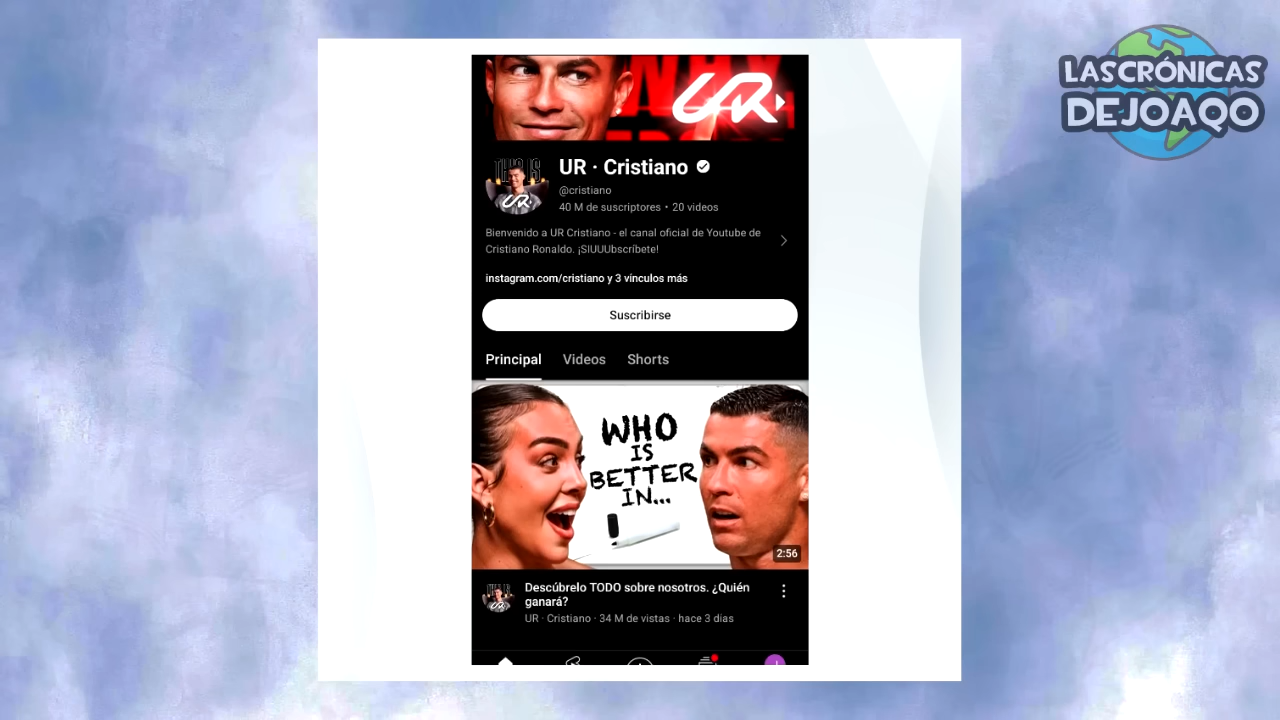 LASCRÓNICAS
DEJOAQO
UR
UR · Cristiano
@cristiano
40 M de suscriptores • 20 videos
Bienvenido a UR Cristiano - el canal oficial de Youtube de
Cristiano Ronaldo. ¡SIUUUbscríbete!
instagram.com/cristiano y 3 vínculos más
Suscribirse
Principal Videos Shorts
WHO
IS
BETTER
IN...
2:56
Descúbrelo TODO sobre nosotros. ¿Quién
ganará?
UR · Cristiano · 34 M de vistas · hace 3 días